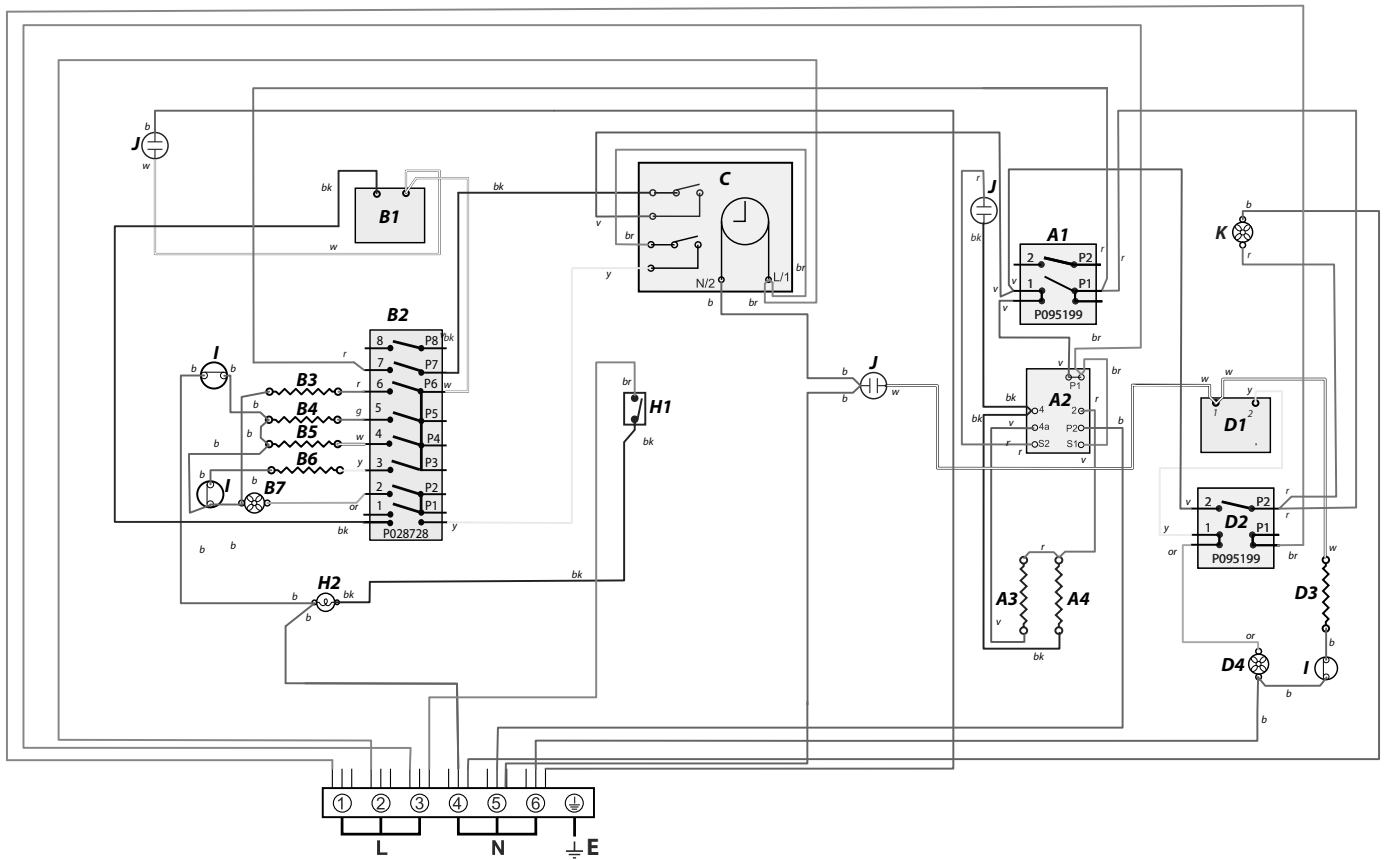 b
J
w
bk
B1
w
bk
C
v
br
y
N/2
L/1
br
b
br
r
J
bk
A1
2
P2
1
P1
P095199
v
v
v
r
r
br
b
K
r
B2
8
P8
bk
7
P7
6
P6
w
5
P5
4
P4
3
P3
2
P2
1
P1
P028728
r
I
b
b
B3
r
B4
g
B5
w
B6
y
b
b
b
b
I
b
B7
or
bk
y
b
b
br
H1
bk
J
b
b
w
v
P1
br
A2
bk
4
2
r
bk
v
4a
P2
b
r
r
S2
S1
v
w
w
y
1
2
D1
v
2
P2
r
r
D2
y
1
P1
or
br
P095199
w
D3
b
H2
b
bk
b
bk
r
A3
A4
v
bk
or
D4
I
b
b
b
1
2
3
4
5
6
L
N
E